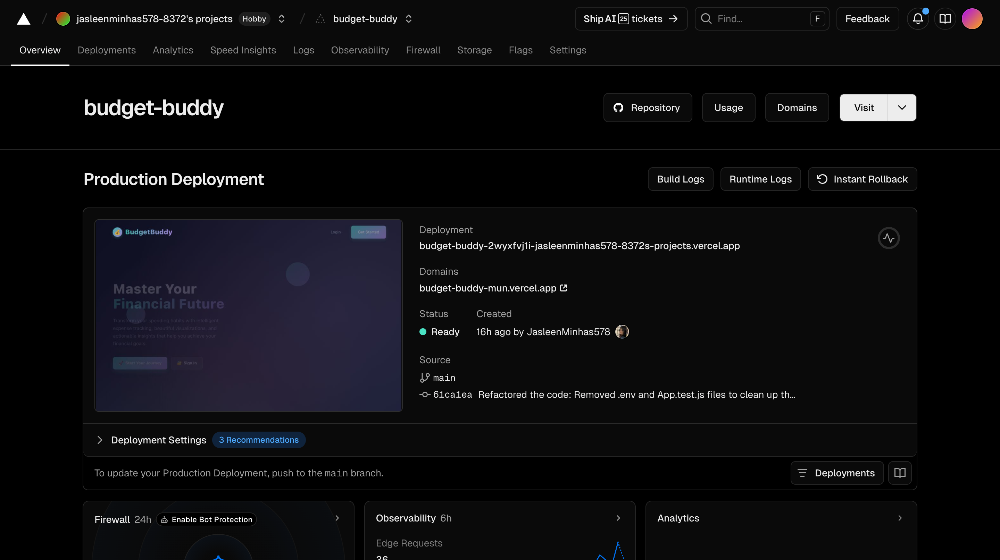 jasleenminhas578-8372's projects Hobby budget-buddy Ship AI 25 tickets → Find... F Feedback
Overview Deployments Analytics Speed Insights Logs Observability Firewall Storage Flags Settings
budget-buddy Repository Usage Domains Visit
Production Deployment Build Logs Runtime Logs Instant Rollback
BudgetBuddy Login Get Started
Master Your
Financial Future
Transform your spending habits with intelligent
expense tracking, beautiful visualizations, and
actionable insights that help you achieve your
financial goals.
Start Your Journey Sign In
Deployment
budget-buddy-2wyxfvj1i-jasleenminhas578-8372s-projects.vercel.app
Domains
budget-buddy-mun.vercel.app
Status Created
Ready 16h ago by JasleenMinhas578
Source
main
61ca1ea Refactored the code: Removed .env and App.test.js files to clean up th...
Deployment Settings 3 Recommendations
To update your Production Deployment, push to the main branch. Deployments
Firewall 24h Enable Bot Protection
Observability 6h
Edge Requests
36
Analytics